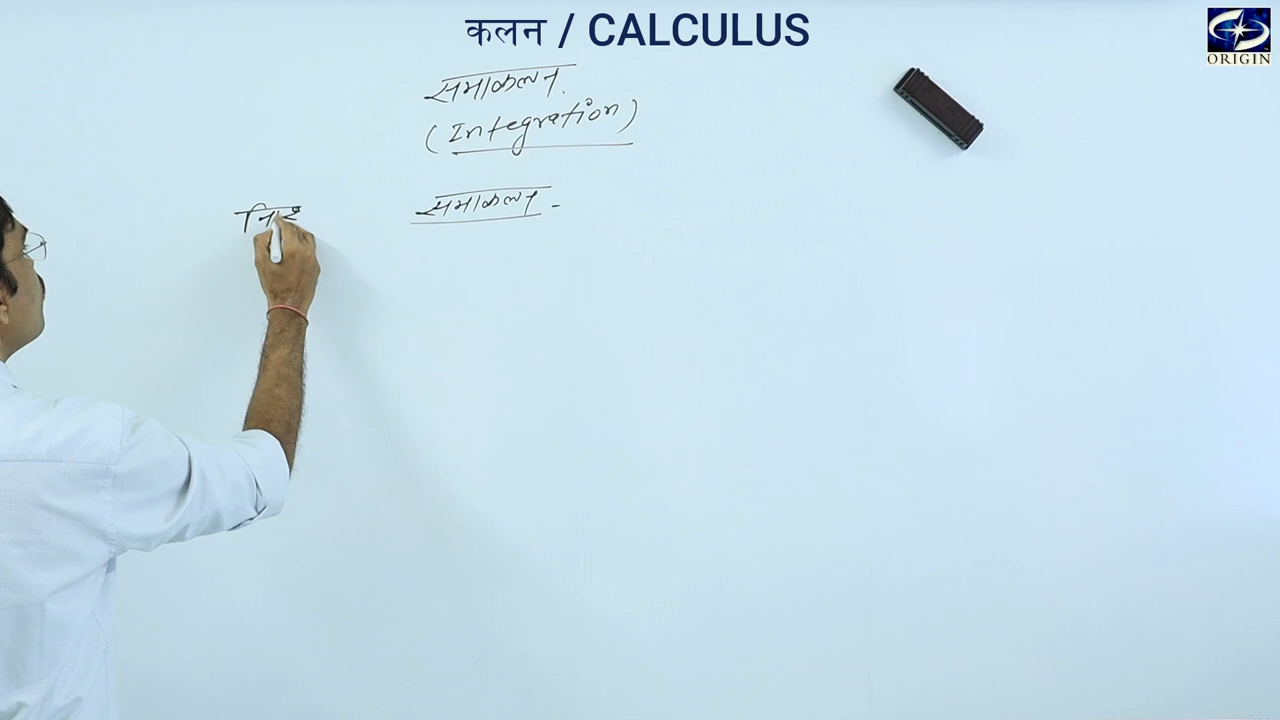 कलन / CALCULUS
ORIGIN
समाकलन.
(Integration)
समाकलन -